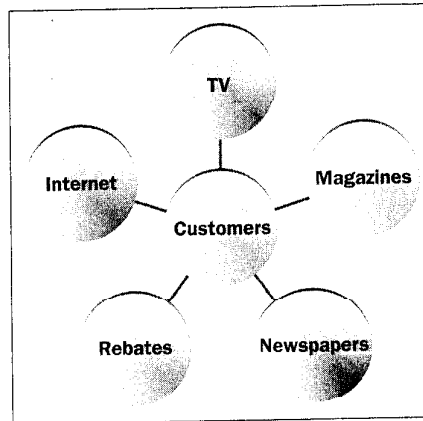 TV
Internet
Magazines
Customers
Rebates
Newspapers